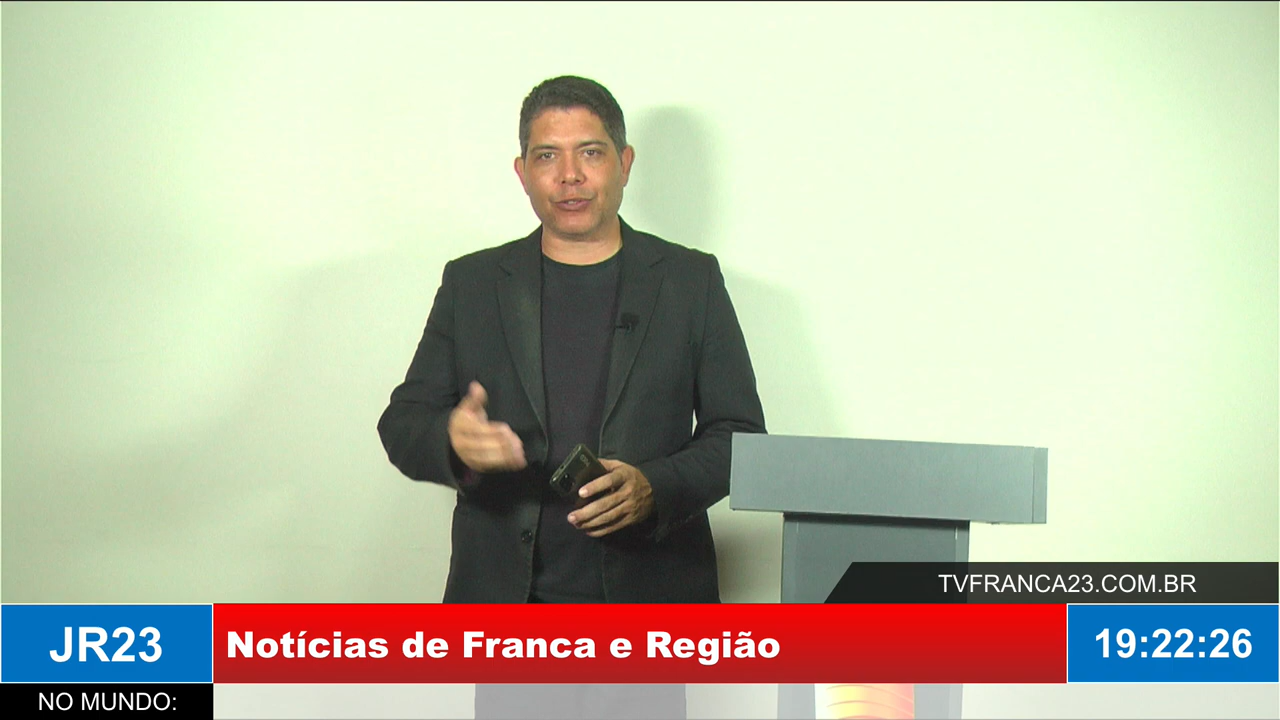 TVFRANCA23.COM.BR
JR23
Notícias de Franca e Região
19:22:26
NO MUNDO: